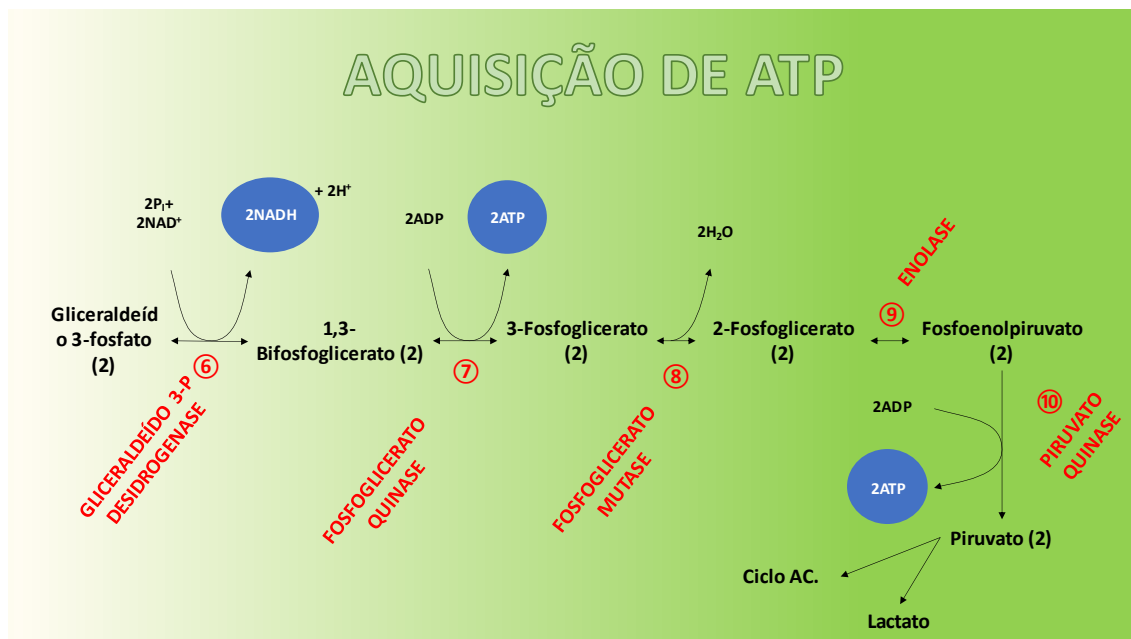 AQUISIÇÃO DE ATP
2Pᵢ+
2NAD⁺
2NADH
+ 2H⁺
2ADP
2ATP
2H₂O
ENOLASE
Gliceraldeíd
o 3-fosfato
(2)
1,3-
Bifosfoglicerato (2)
3-Fosfoglicerato
(2)
2-Fosfoglicerato
(2)
⑨
Fosfoenolpiruvato
(2)
⑥
GLICERALDEÍDO 3-P
DESIDROGENASE
⑦
FOSFOGLICERATO
QUINASE
⑧
FOSFOGLICERATO
MUTASE
2ADP
⑩
PIRUVATO
QUINASE
2ATP
Piruvato (2)
Ciclo AC.
Lactato